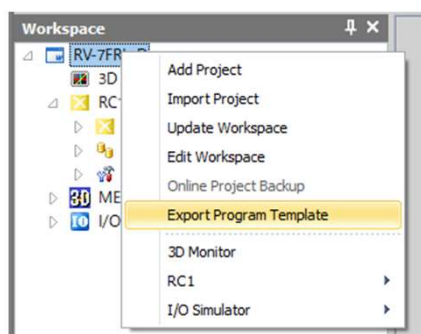 Workspace
RV-7FR
3D
RC
ME
I/O
Add Project
Import Project
Update Workspace
Edit Workspace
Online Project Backup
Export Program Template
3D Monitor
RC1
I/O Simulator